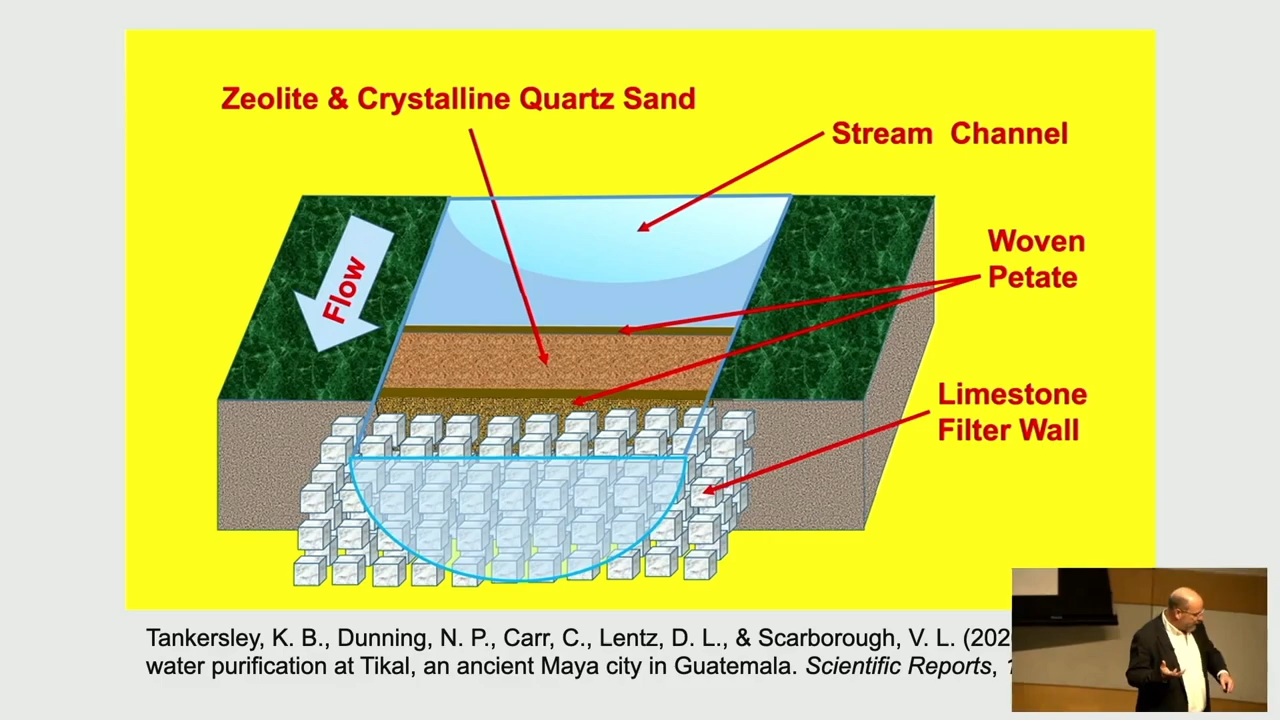 Zeolite & Crystalline Quartz Sand
Stream Channel
Woven
Petate
Flow
Limestone
Filter Wall
Tankersley, K. B., Dunning, N. P., Carr, C., Lentz, D. L., & Scarborough, V. L. (202
water purification at Tikal, an ancient Maya city in Guatemala. Scientific Reports,